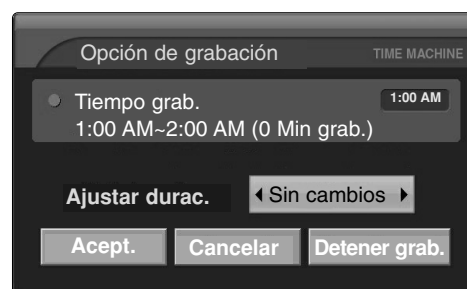 Opción de grabación TIME MACHINE
Tiempo grab. 1:00 AM
1:00 AM~2:00 AM (0 Min grab.)
Ajustar durac. Sin cambios
Acept. Cancelar Detener grab.